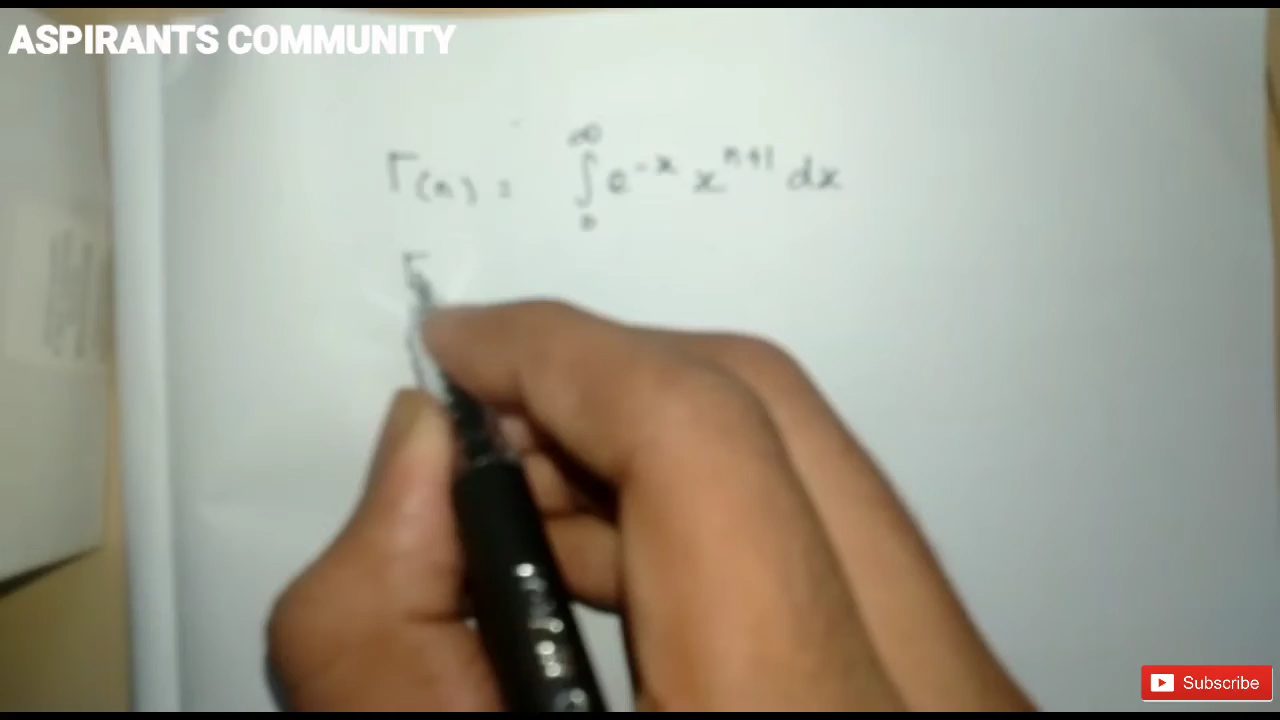 ASPIRANTS COMMUNITY
Γ(n) = ∫₀^∞ e^-x x^n+1 dx
Γ
Subscribe